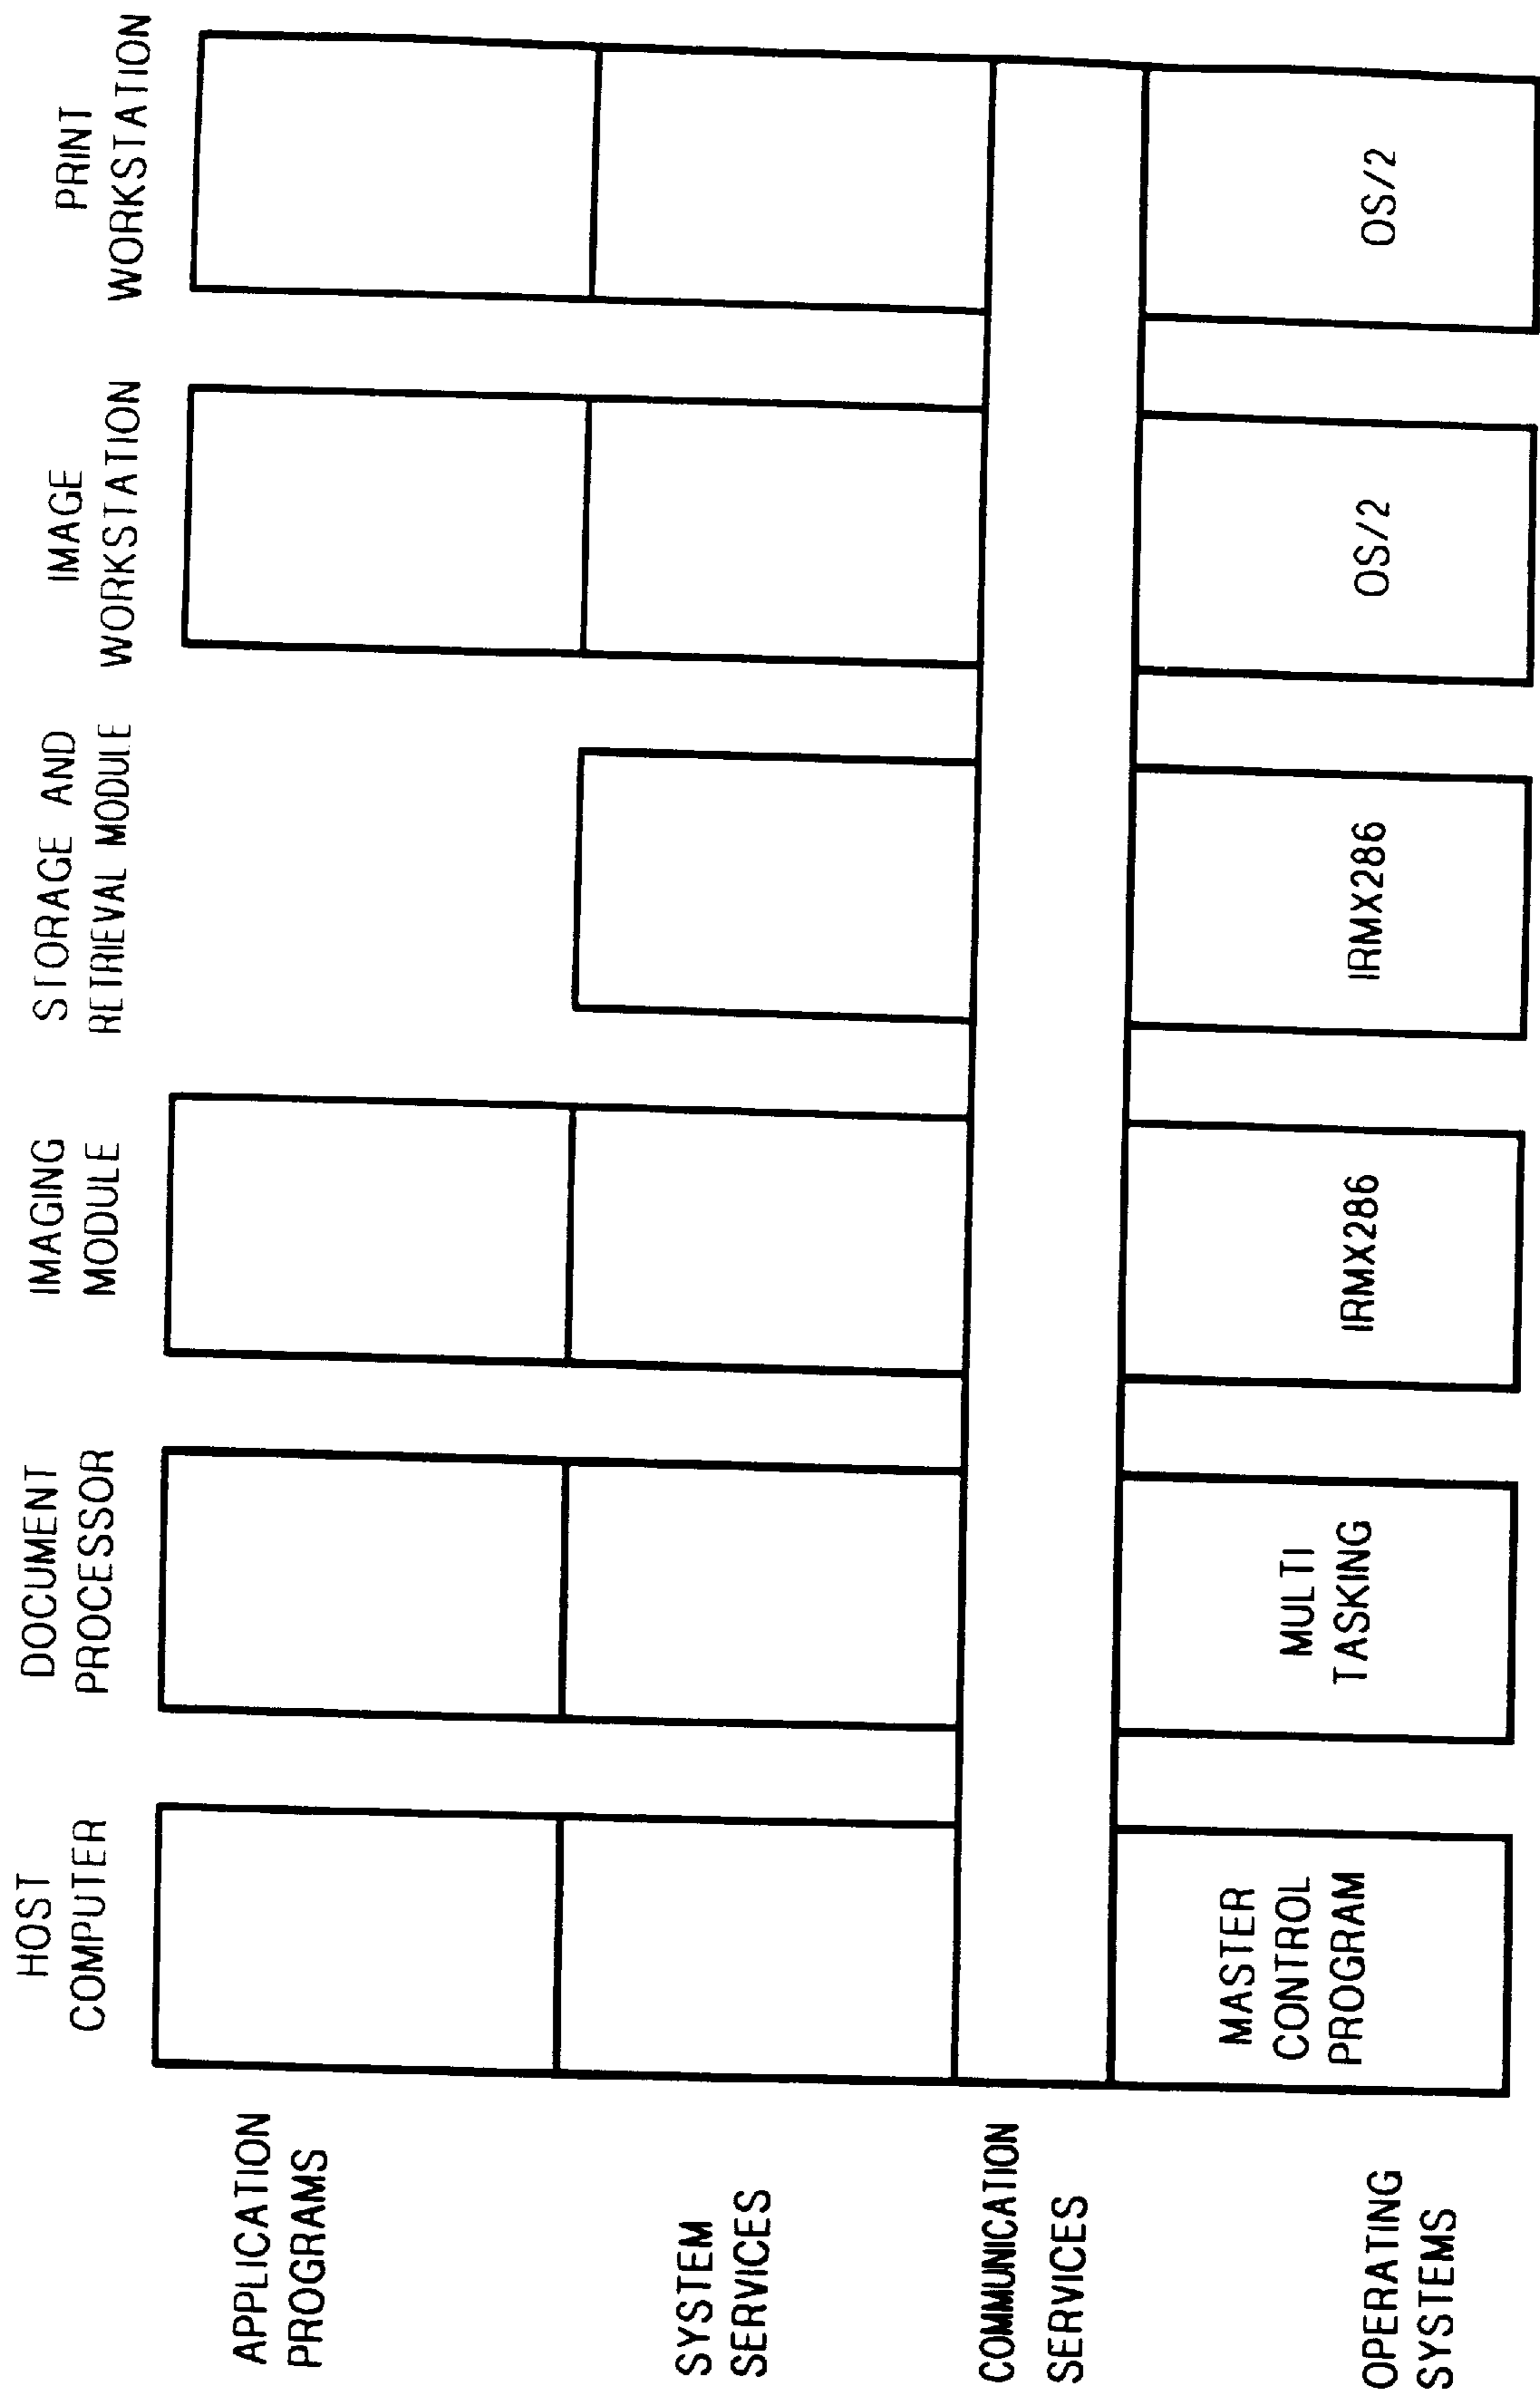 HOST
COMPUTER
DOCUMENT
PROCESSOR
IMAGING
MODULE
STORAGE AND
RETRIEVAL MODULE
IMAGE
WORKSTATION
PRINT
WORKSTATION
APPLICATION
PROGRAMS
SYSTEM
SERVICES
COMMUNICATION
SERVICES
OPERATING
SYSTEMS
MASTER
CONTROL
PROGRAM
MULTI
TASKING
IRMX286
IRMX286
OS/2
OS/2